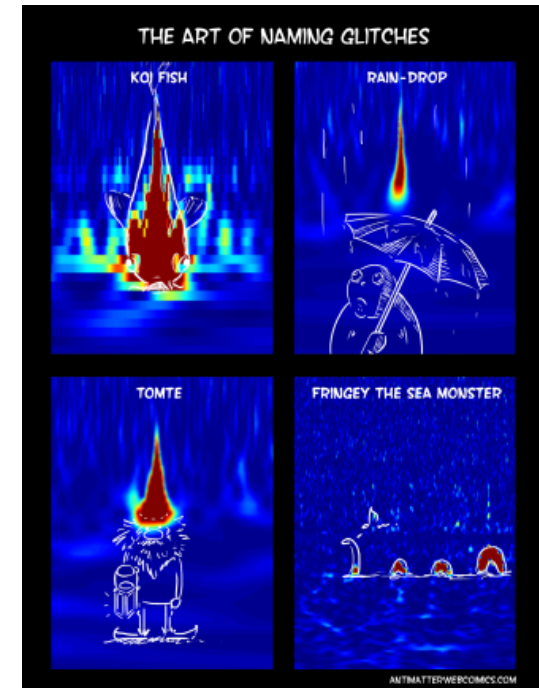 THE ART OF NAMING GLITCHES
KOI FISH
RAIN-DROP
TOMTE
FRINGEY THE SEA MONSTER
ANTIMATTERWEBCOMICS.COM